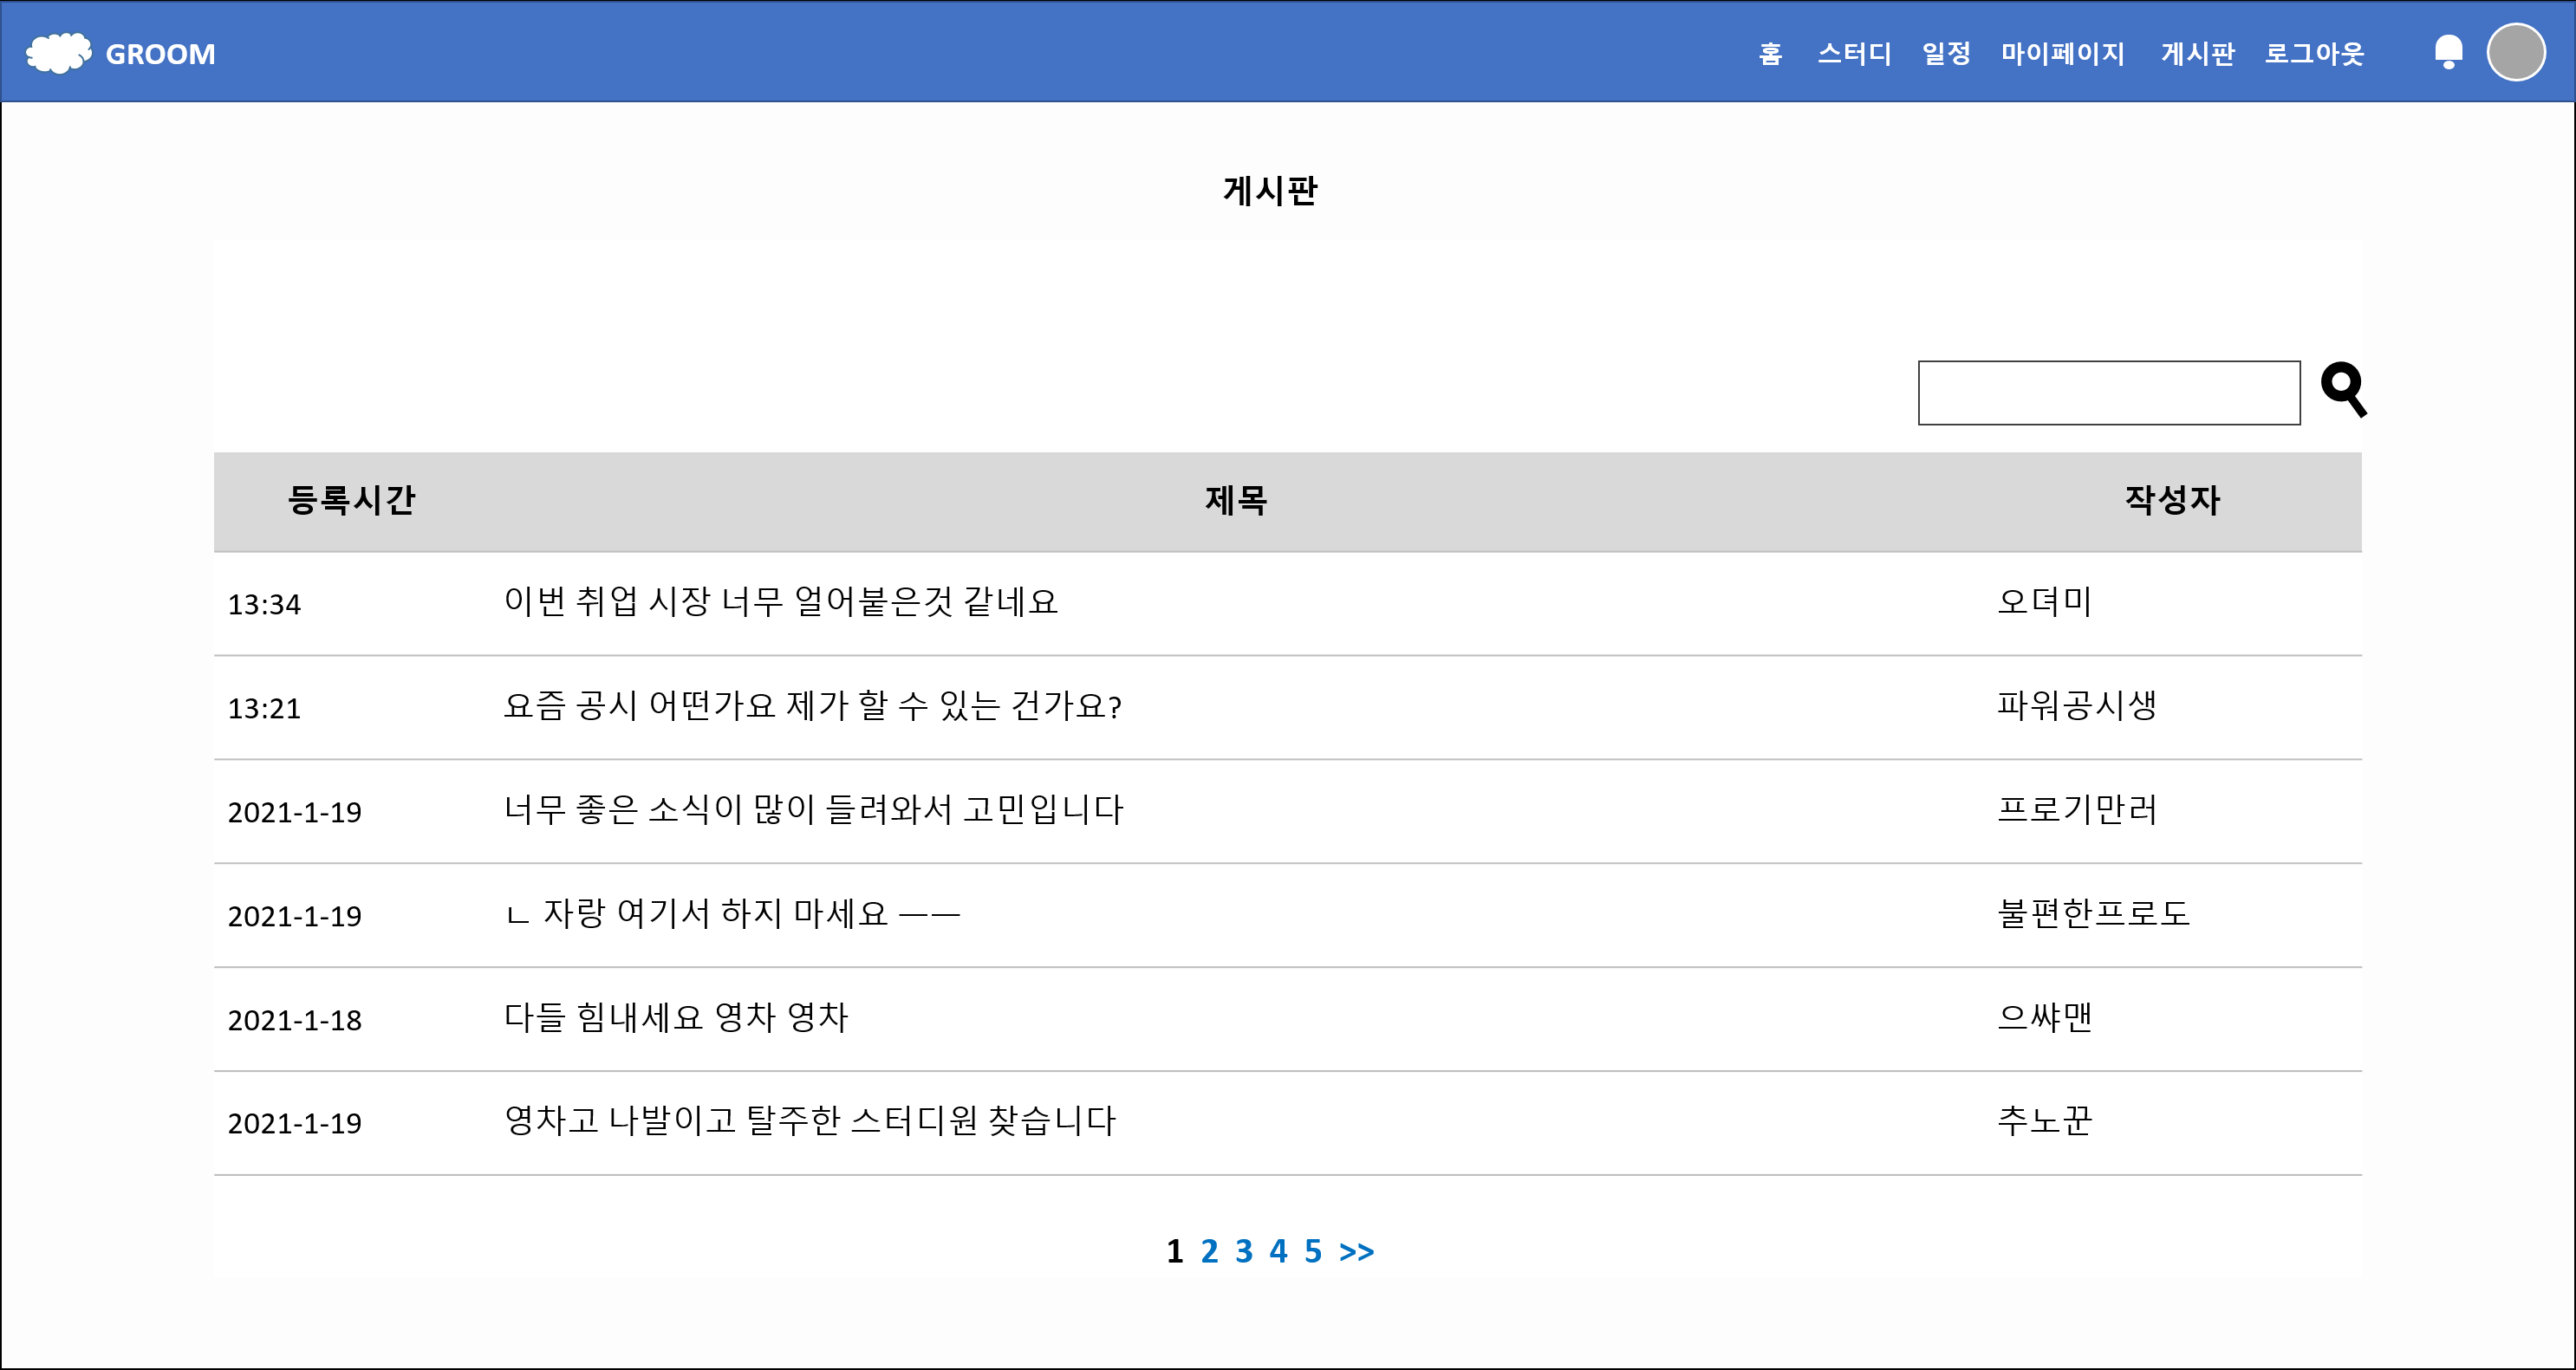 GROOM 홈 스터디 일정 마이페이지 게시판 로그아웃
게시판
등록시간 제목 작성자
13:34 이번 취업 시장 너무 얼어붙은것 같네요 오뎌미
13:21 요즘 공시 어떤가요 제가 할 수 있는 건가요? 파워공시생
2021-1-19 너무 좋은 소식이 많이 들려와서 고민입니다 프로기만러
2021-1-19 ㄴ 자랑 여기서 하지 마세요 ㅡㅡ 불편한프로도
2021-1-18 다들 힘내세요 영차 영차 으쌰맨
2021-1-19 영차고 나발이고 탈주한 스터디원 찾습니다 추노꾼
1 2 3 4 5 >>